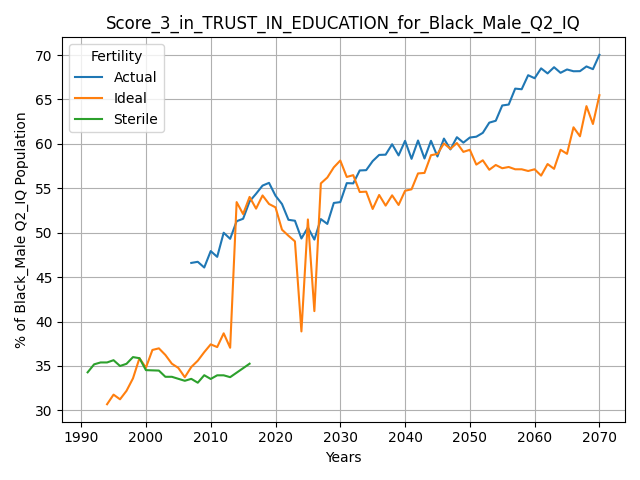 Score_3_in_TRUST_IN_EDUCATION_for_Black_Male_Q2_IQ
Fertility
Actual
Ideal
Sterile
% of Black_Male Q2_IQ Population
70
65
60
55
50
45
40
35
30
1990 2000 2010 2020 2030 2040 2050 2060 2070
Years